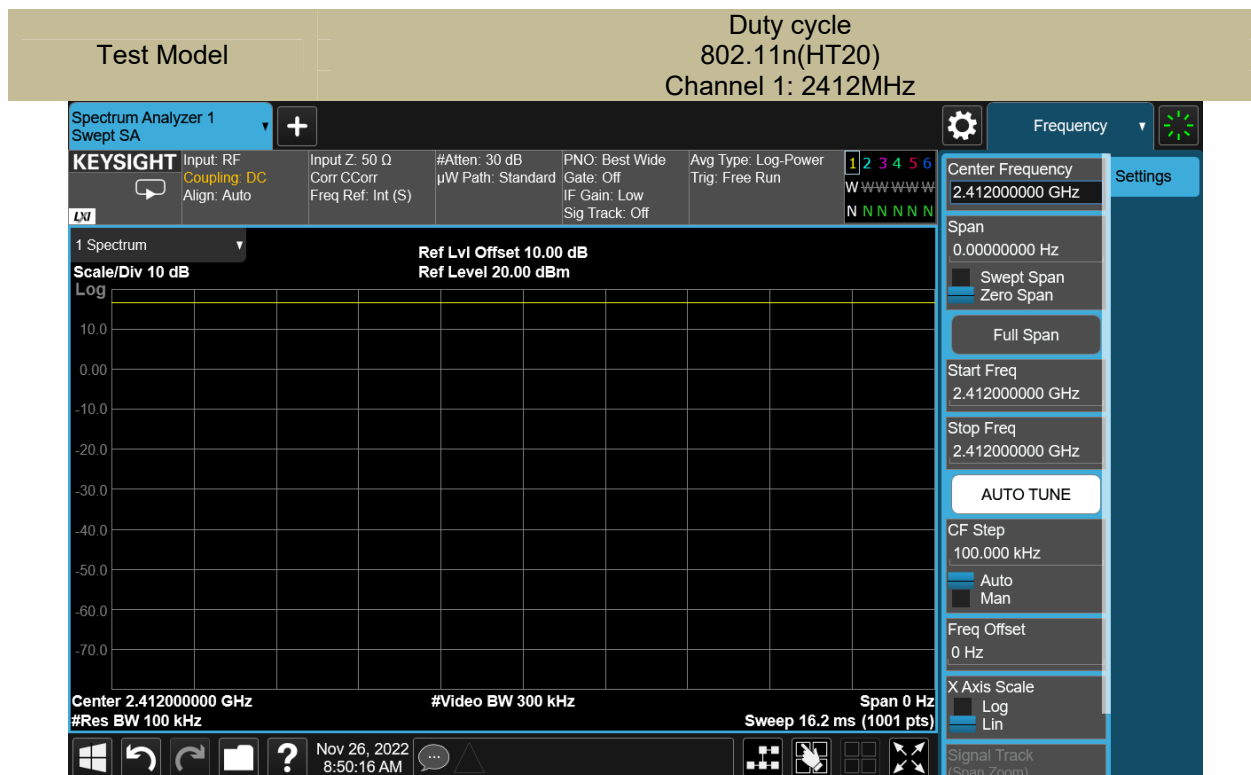 Test Model
Duty cycle
802.11n(HT20)
Channel 1: 2412MHz
Spectrum Analyzer 1
Swept SA
Frequency
KEYSIGHT
LXI
Input: RF
Coupling: DC
Align: Auto
Input Z: 50 Ω
Corr CCorr
Freq Ref: Int (S)
#Atten: 30 dB
µW Path: Standard
PNO: Best Wide
Gate: Off
IF Gain: Low
Sig Track: Off
Avg Type: Log-Power
Trig: Free Run
1 2 3 4 5 6
W W W W W W
N N N N N N
Settings
1 Spectrum
Scale/Div 10 dB
Ref Lvl Offset 10.00 dB
Ref Level 20.00 dBm
Log
10.0
0.00
-10.0
-20.0
-30.0
-40.0
-50.0
-60.0
-70.0
Center 2.412000000 GHz
#Res BW 100 kHz
#Video BW 300 kHz
Span 0 Hz
Sweep 16.2 ms (1001 pts)
Center Frequency
2.412000000 GHz
Span
0.00000000 Hz
Swept Span
Zero Span
Full Span
Start Freq
2.412000000 GHz
Stop Freq
2.412000000 GHz
AUTO TUNE
CF Step
100.000 kHz
Auto
Man
Freq Offset
0 Hz
X Axis Scale
Log
Lin
Signal Track
(Span Zoom)
?
Nov 26, 2022
8:50:16 AM